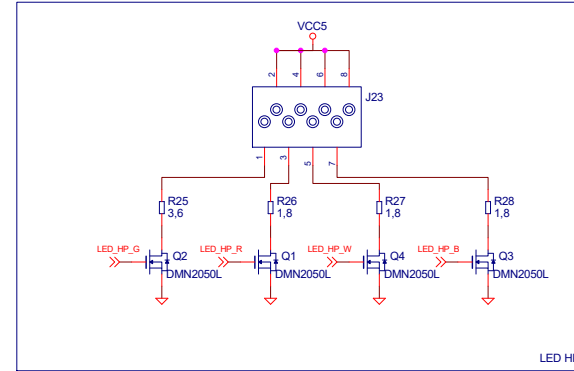 VCC5
2 4 6 8
J23
1 3 5 7
R25 R26 R27 R28
3,6 1,8 1,8 1,8
LED_HP_G LED_HP_R LED_HP_W LED_HP_B
Q2 Q1 Q4 Q3
DMN2050L DMN2050L DMN2050L DMN2050L